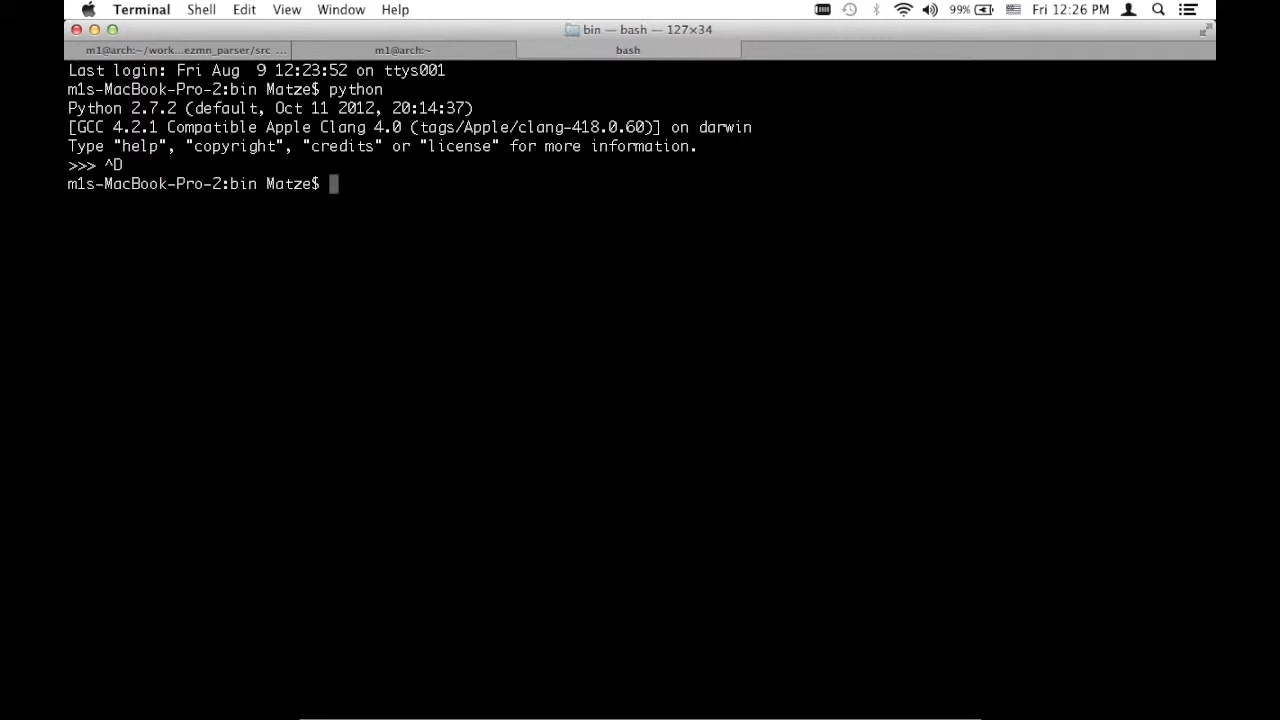 Terminal Shell Edit View Window Help 99% Fri 12:26 PM
bin — bash — 127×34
m1@arch:~/work...ezmn_parser/src ... m1@arch:~ bash
Last login: Fri Aug  9 12:23:52 on ttys001
m1s-MacBook-Pro-2:bin Matze$ python
Python 2.7.2 (default, Oct 11 2012, 20:14:37)
[GCC 4.2.1 Compatible Apple Clang 4.0 (tags/Apple/clang-418.0.60)] on darwin
Type "help", "copyright", "credits" or "license" for more information.
>>> ^D
m1s-MacBook-Pro-2:bin Matze$